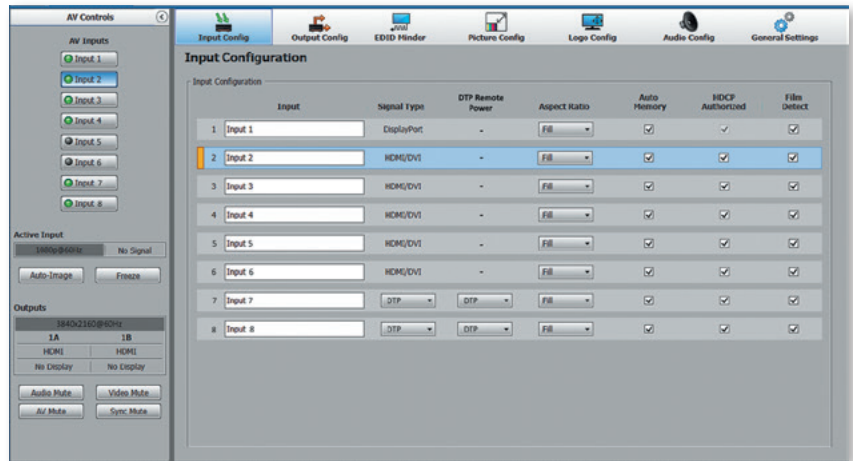 AV Controls
AV Inputs
Input 1
Input 2
Input 3
Input 4
Input 5
Input 6
Input 7
Input 8
Active Input
No Signal
Auto-Image Freeze
Outputs
3840x2160@60Hz
1A 1B
HDMI HDMI
No Display No Display
Audio Mute Video Mute
AV Mute Sync Mute
Input Config Output Config EDID Minder Picture Config Logo Config Audio Config General Settings
Input Configuration
Input Configuration
Input Signal Type DTP Remote Power Aspect Ratio Auto Memory HDCP Authorized Film Detect
1 Input 1 DisplayPort - Fill
2 Input 2 HDMI/DVI - Fill
3 Input 3 HDMI/DVI - Fill
4 Input 4 HDMI/DVI - Fill
5 Input 5 HDMI/DVI - Fill
6 Input 6 HDMI/DVI - Fill
7 Input 7 DTP DTP Fill
8 Input 8 DTP DTP Fill